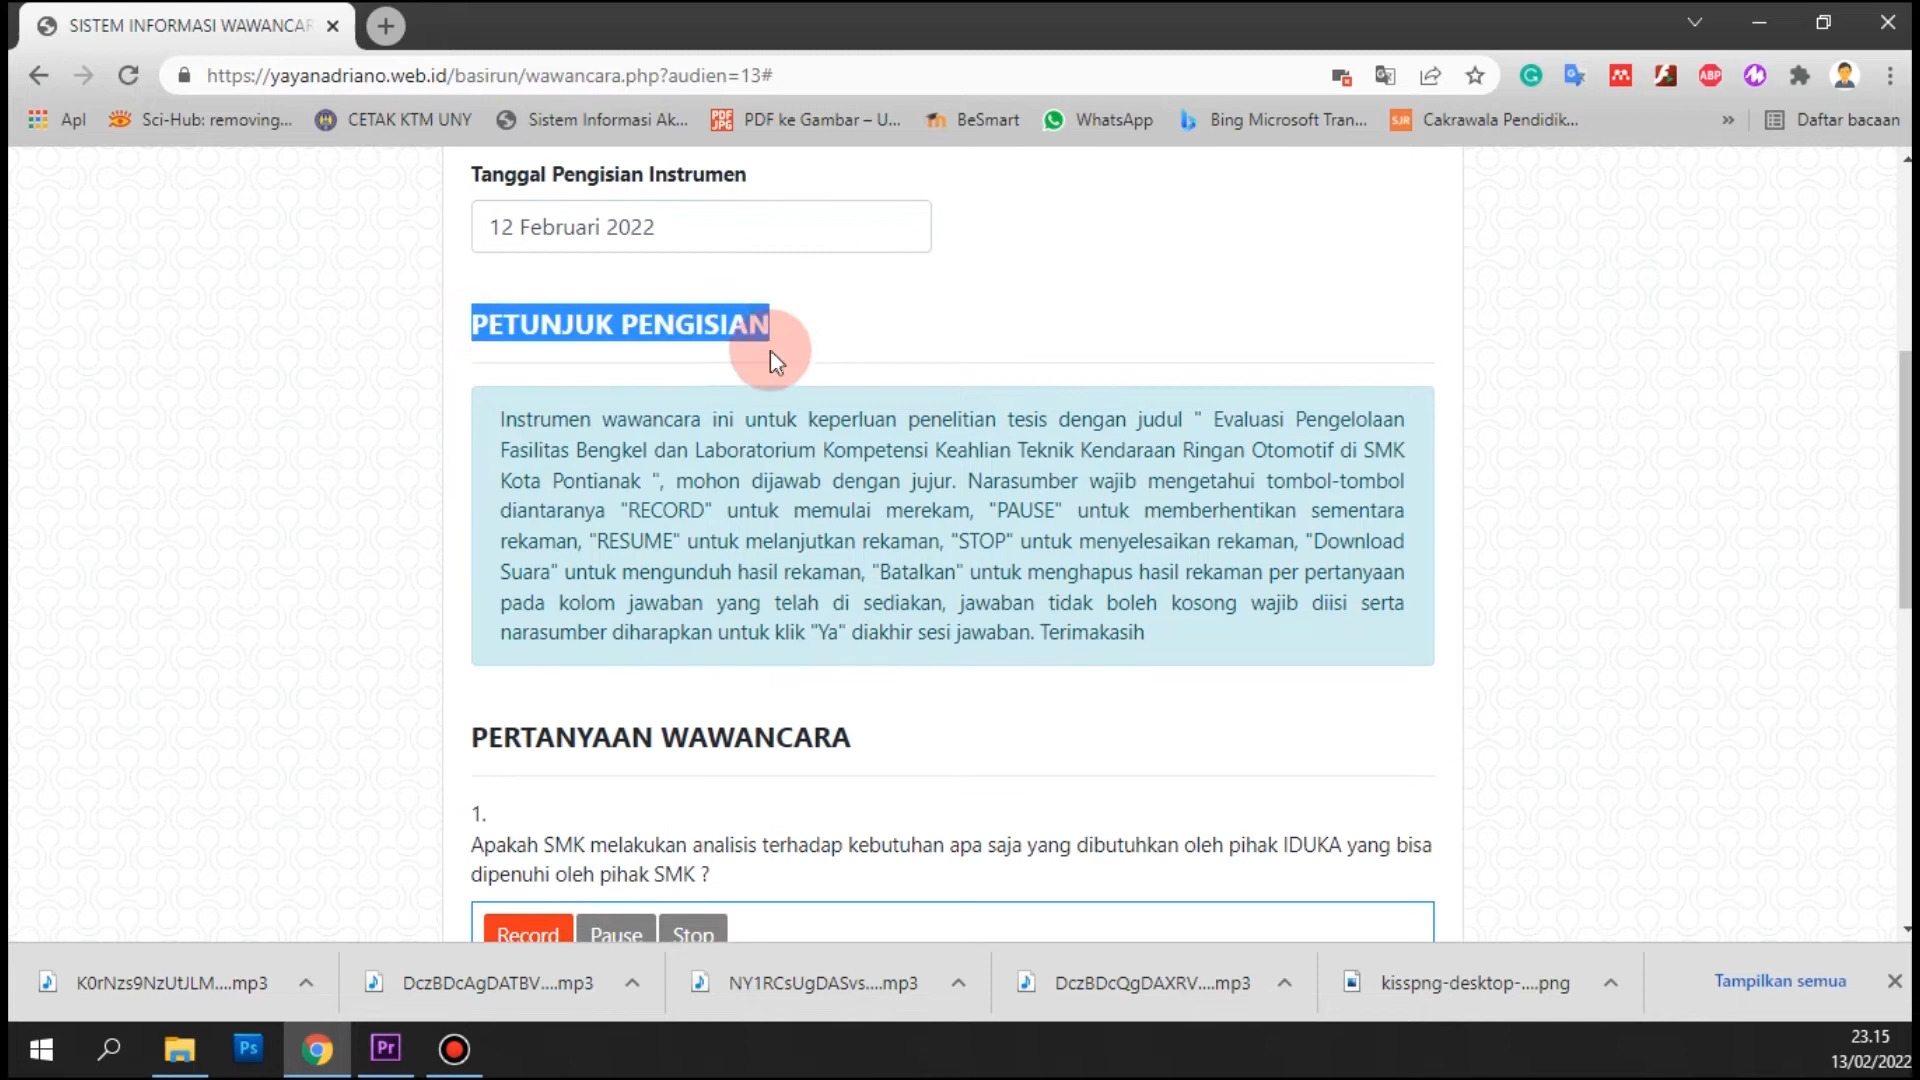 SISTEM INFORMASI WAWANCAR
https://yayanadriano.web.id/basirun/wawancara.php?audien=13#
Apl
Sci-Hub: removing...
CETAK KTM UNY
Sistem Informasi Ak...
PDF ke Gambar – U...
BeSmart
WhatsApp
Bing Microsoft Tran...
SJR
Cakrawala Pendidik...
»
Daftar bacaan
ABP
PDF
JPG
Tanggal Pengisian Instrumen
12 Februari 2022
PETUNJUK PENGISIAN
Instrumen wawancara ini untuk keperluan penelitian tesis dengan judul " Evaluasi Pengelolaan
Fasilitas Bengkel dan Laboratorium Kompetensi Keahlian Teknik Kendaraan Ringan Otomotif di SMK
Kota Pontianak ", mohon dijawab dengan jujur. Narasumber wajib mengetahui tombol-tombol
diantaranya "RECORD" untuk memulai merekam, "PAUSE" untuk memberhentikan sementara
rekaman, "RESUME" untuk melanjutkan rekaman, "STOP" untuk menyelesaikan rekaman, "Download
Suara" untuk mengunduh hasil rekaman, "Batalkan" untuk menghapus hasil rekaman per pertanyaan
pada kolom jawaban yang telah di sediakan, jawaban tidak boleh kosong wajib diisi serta
narasumber diharapkan untuk klik "Ya" diakhir sesi jawaban. Terimakasih
PERTANYAAN WAWANCARA
1.
Apakah SMK melakukan analisis terhadap kebutuhan apa saja yang dibutuhkan oleh pihak IDUKA yang bisa
dipenuhi oleh pihak SMK ?
Record
Pause
Stop
K0rNzs9NzUtJLM....mp3
DczBDcAgDATBV....mp3
NY1RCsUgDASvs....mp3
DczBDcQgDAXRV....mp3
kisspng-desktop-....png
Tampilkan semua
Ps
Pr
23.15
13/02/2022